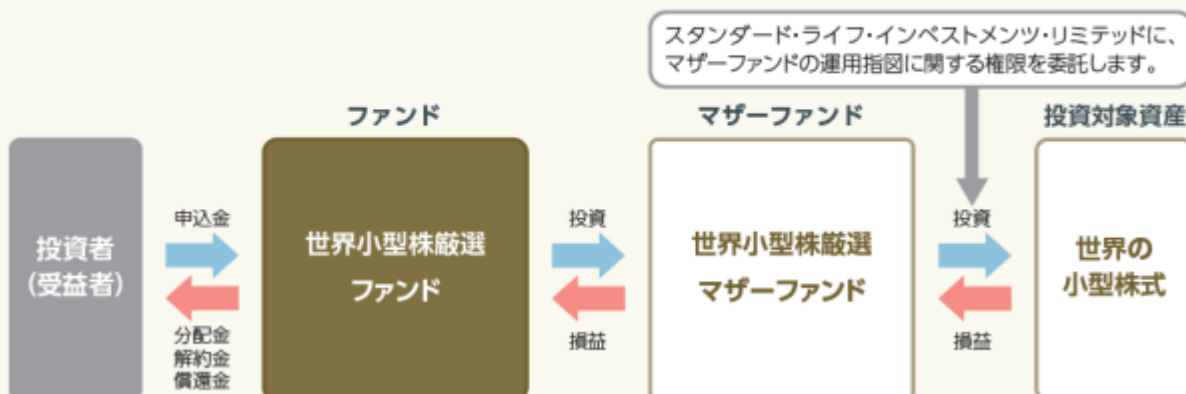 スタンダード・ライフ・インベストメンツ・リミテッドに、
マザーファンドの運用指図に関する権限を委託します。
ファンド
マザーファンド
投資対象資産
投資者
(受益者)
申込金
分配金
解約金
償還金
世界小型株厳選
ファンド
投資
損益
世界小型株厳選
マザーファンド
投資
損益
世界の
小型株式